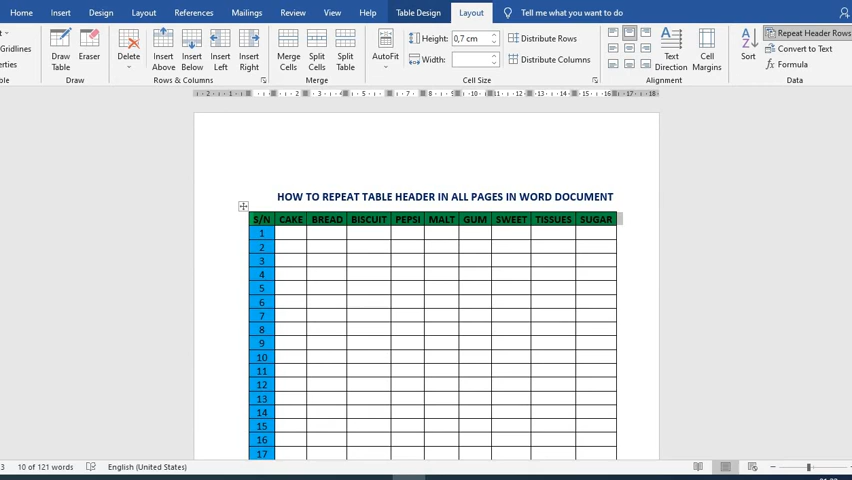 Home Insert Design Layout References Mailings Review View Help Table Design Layout Tell me what you want to do
Gridlines
Draw Table
Eraser
Delete
Insert Above
Insert Below
Insert Left
Insert Right
Merge Cells
Split Cells
Split Table
AutoFit
Height: 0,7 cm
Width:
Distribute Rows
Distribute Columns
Text Direction
Cell Margins
Sort
Repeat Header Rows
Convert to Text
Formula
Draw Rows & Columns Merge Cell Size Alignment Data
HOW TO REPEAT TABLE HEADER IN ALL PAGES IN WORD DOCUMENT
S/N CAKE BREAD BISCUIT PEPSI MALT GUM SWEET TISSUES SUGAR
1
2
3
4
5
6
7
8
9
10
11
12
13
14
15
16
17
3 10 of 121 words English (United States)